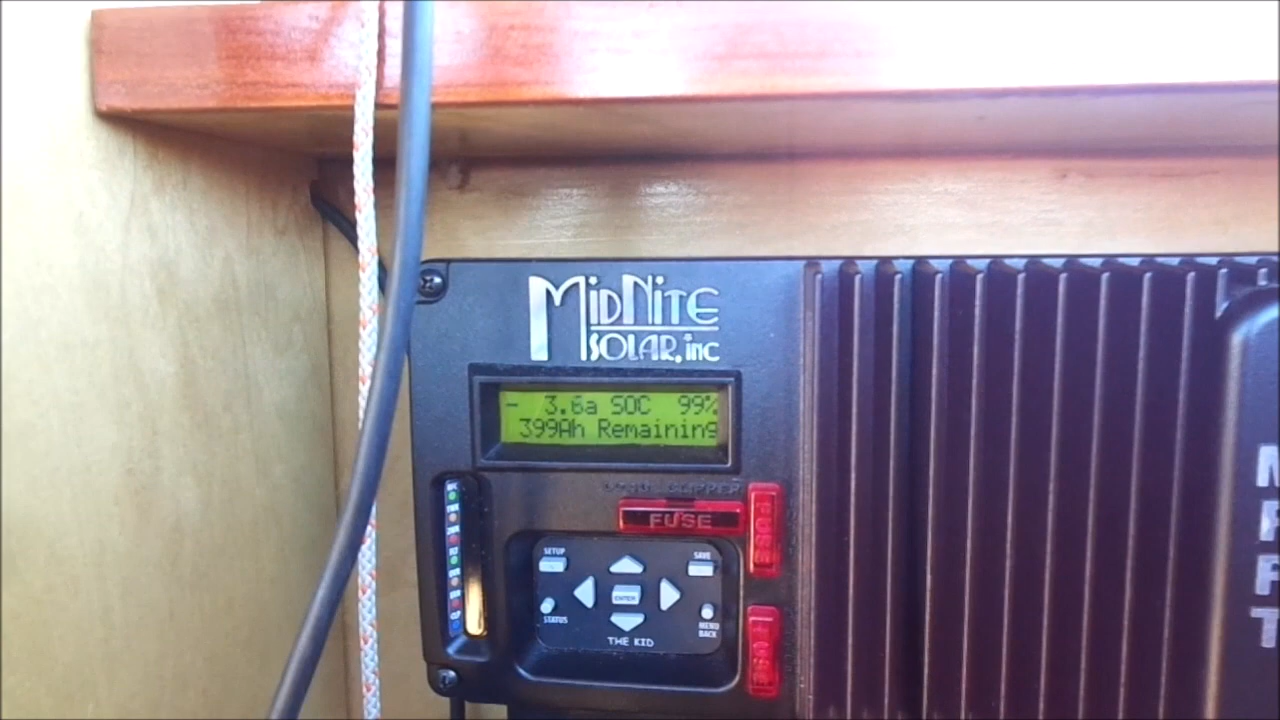 MIDNITE
SOLAR, INC
- 3.6a SOC 99%
399Ah Remaining
FUSE
FUSE
SETUP
SAVE
ENTER
STATUS
MENU
BACK
THE KID
FUSE
M
P
P
T